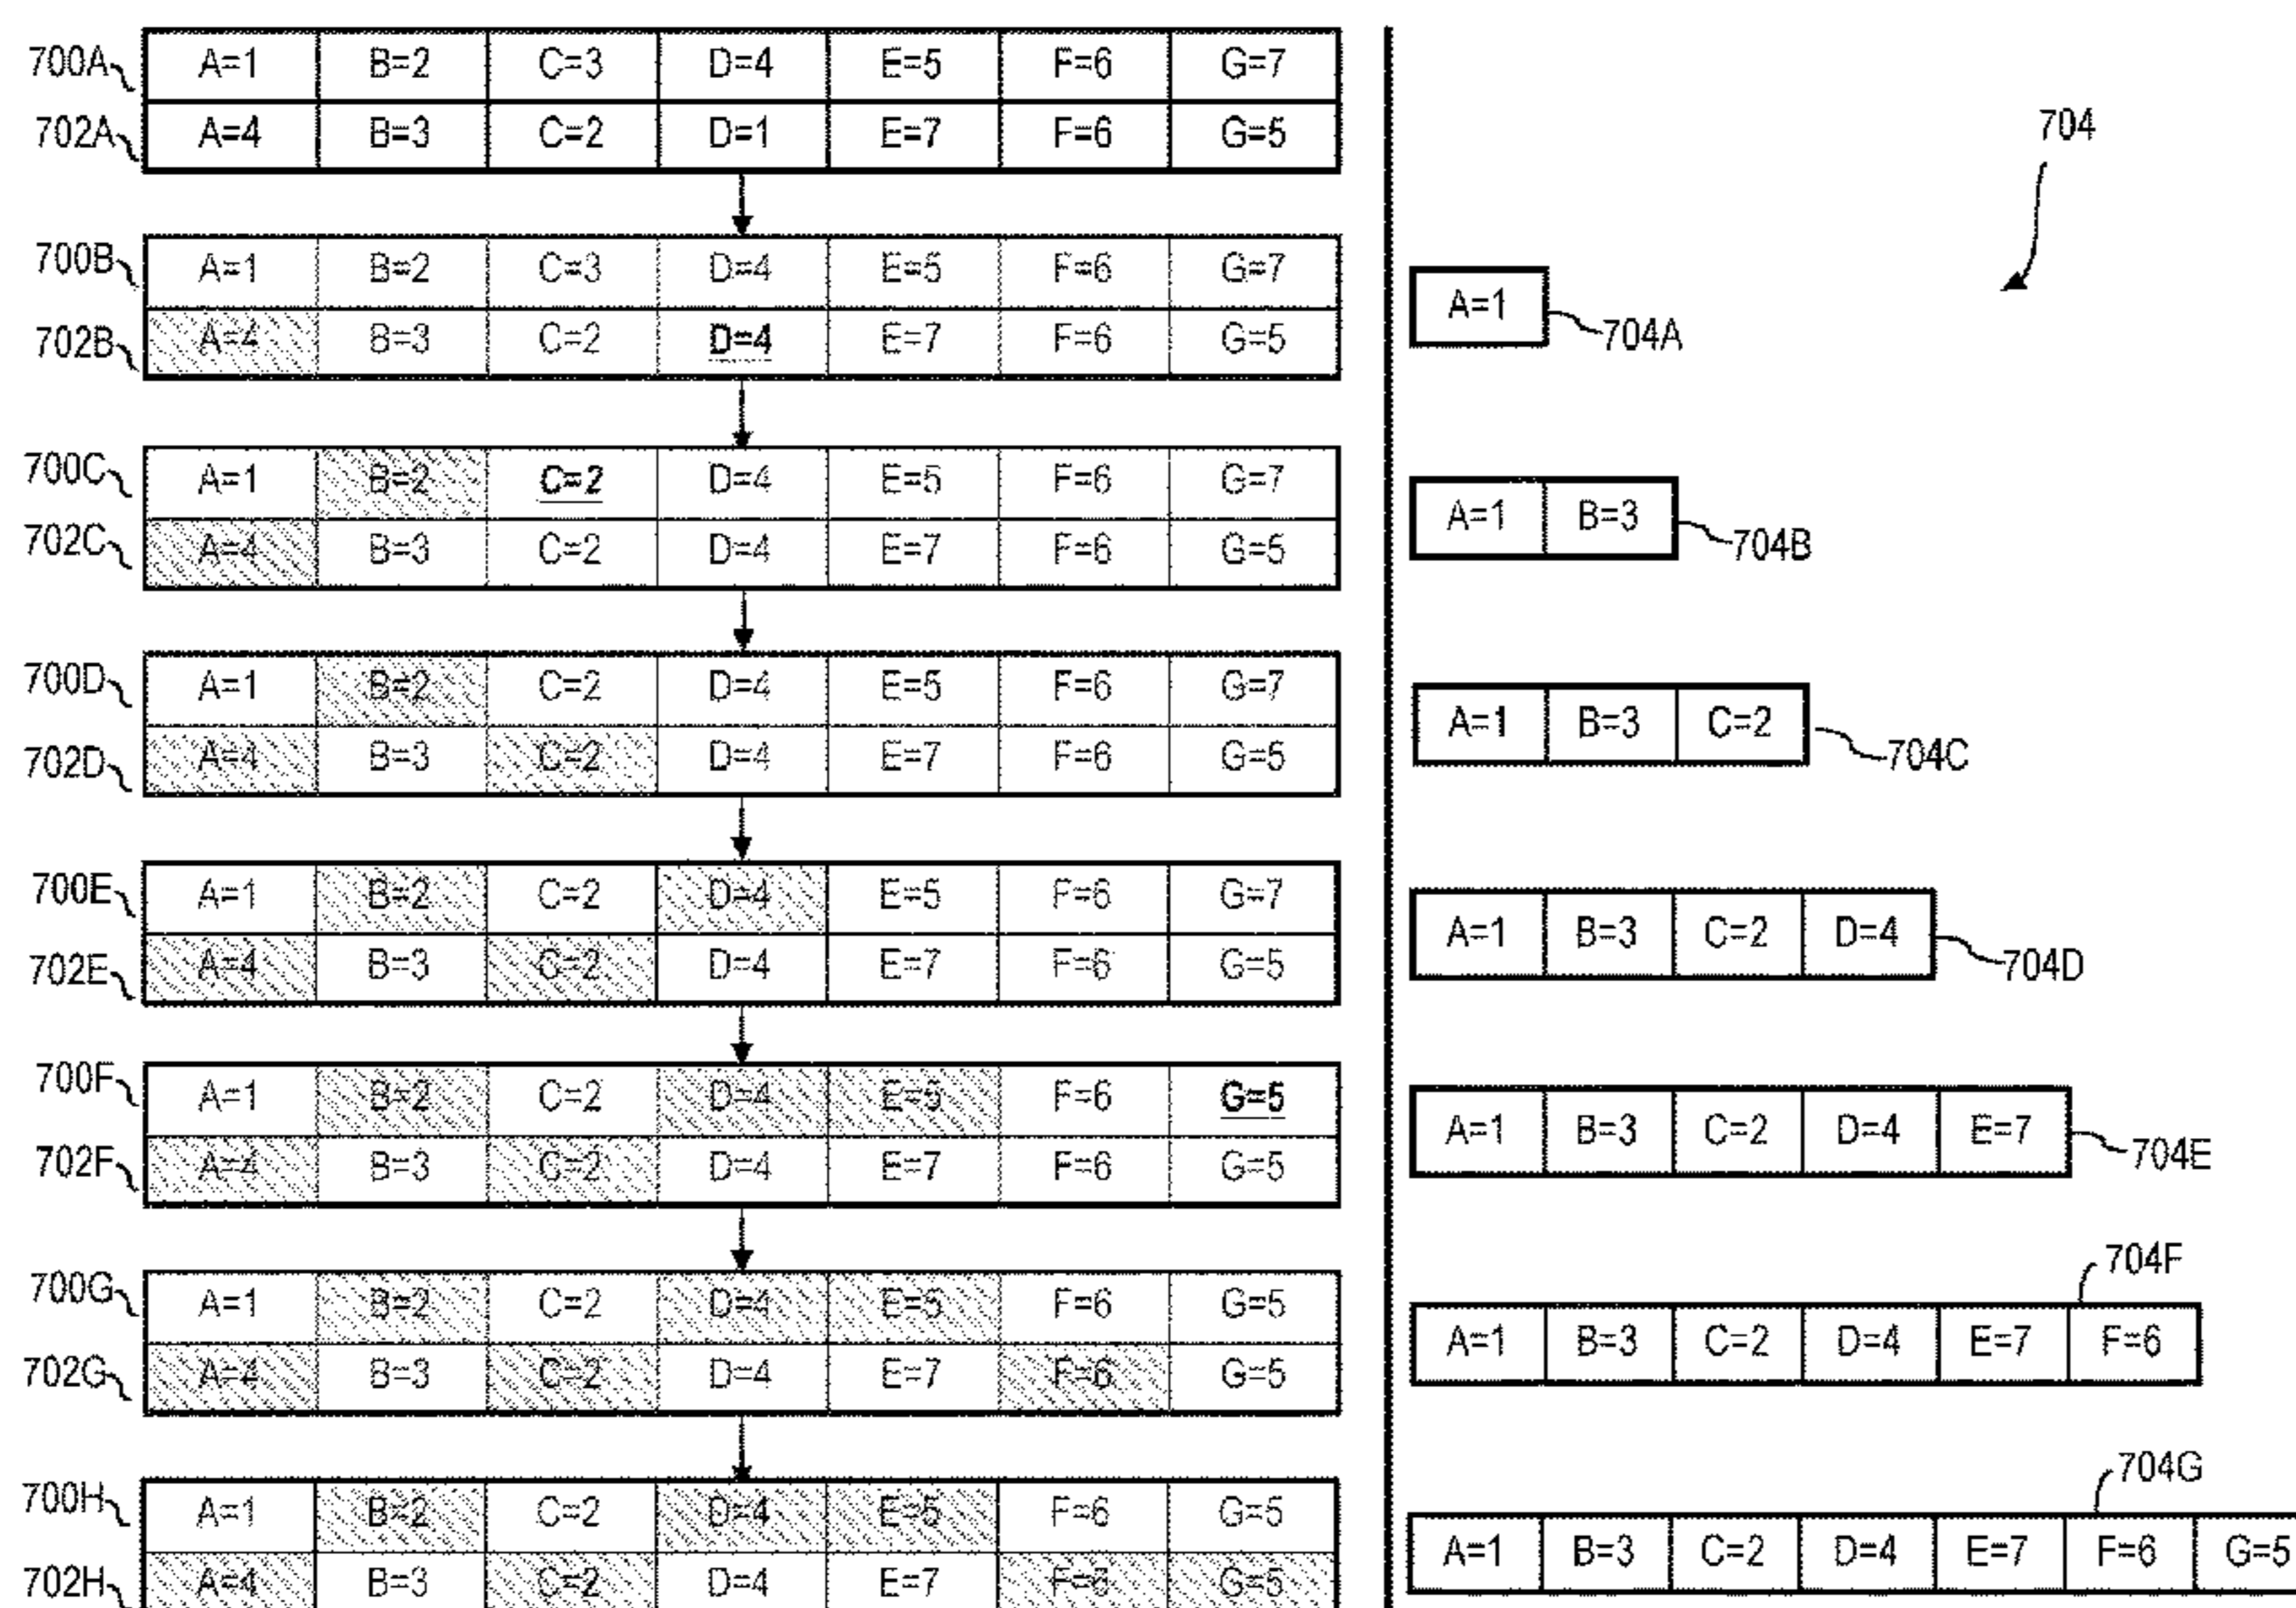 700A A=1 B=2 C=3 D=4 E=5 F=6 G=7
702A A=4 B=3 C=2 D=1 E=7 F=6 G=5
704
700B A=1 B=2 C=3 D=4 E=5 F=6 G=7
702B A=4 B=3 C=2 D=4 E=7 F=6 G=5
A=1 704A
700C A=1 B=2 C=2 D=4 E=5 F=6 G=7
702C A=4 B=3 C=2 D=4 E=7 F=6 G=5
A=1 B=3 704B
700D A=1 B=2 C=2 D=4 E=5 F=6 G=7
702D A=4 B=3 C=2 D=4 E=7 F=6 G=5
A=1 B=3 C=2 704C
700E A=1 B=2 C=2 D=4 E=5 F=6 G=7
702E A=4 B=3 C=2 D=4 E=7 F=6 G=5
A=1 B=3 C=2 D=4 704D
700F A=1 B=2 C=2 D=4 E=5 F=6 G=5
702F A=4 B=3 C=2 D=4 E=7 F=6 G=5
A=1 B=3 C=2 D=4 E=7 704E
700G A=1 B=2 C=2 D=4 E=5 F=6 G=5
702G A=4 B=3 C=2 D=4 E=7 F=6 G=5
704F
A=1 B=3 C=2 D=4 E=7 F=6
700H A=1 B=2 C=2 D=4 E=5 F=6 G=5
702H A=4 B=3 C=2 D=4 E=7 F=6 G=5
704G
A=1 B=3 C=2 D=4 E=7 F=6 G=5